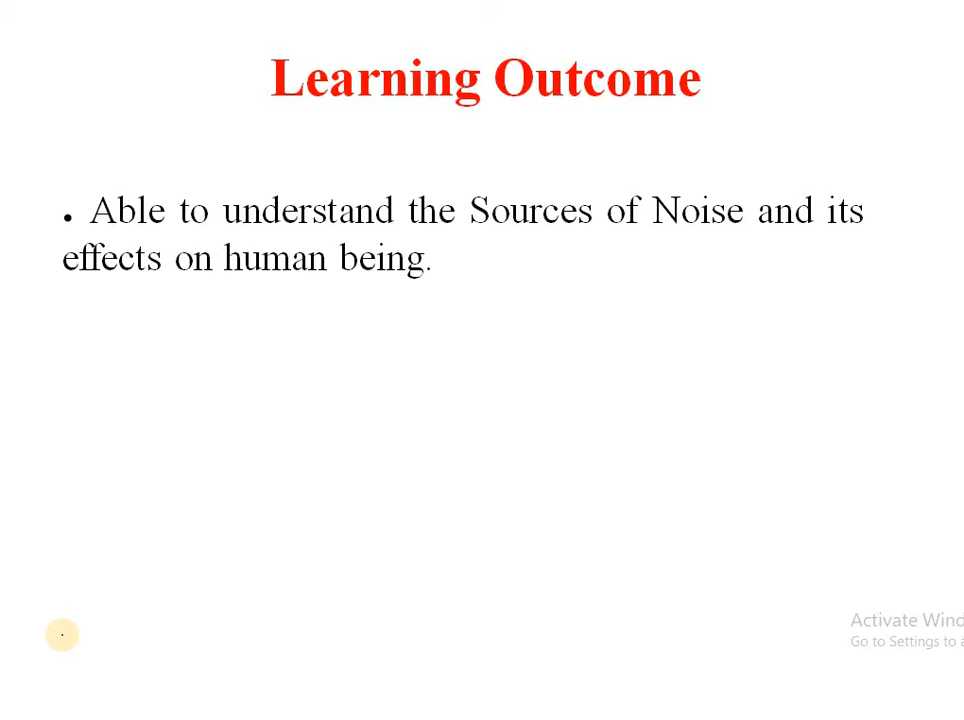 Learning Outcome
• Able to understand the Sources of Noise and its
effects on human being.
Activate Wind
Go to Settings to a